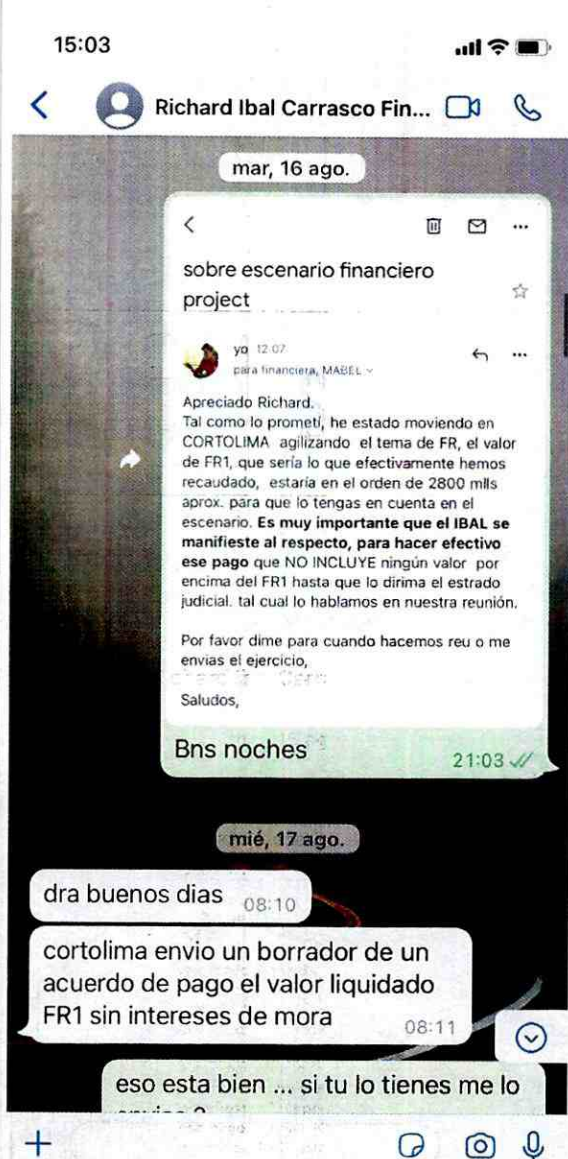 15:03
Richard Ibal Carrasco Fin...
mar, 16 ago.
sobre escenario financiero
project
yo 12:07
para financiera, MABEL
Apreciado Richard.
Tal como lo prometí, he estado moviendo en
CORTOLIMA agilizando el tema de FR, el valor
de FR1, que sería lo que efectivamente hemos
recaudado, estaría en el orden de 2800 mlls
aprox. para que lo tengas en cuenta en el
escenario. Es muy importante que el IBAL se
manifieste al respecto, para hacer efectivo
ese pago que NO INCLUYE ningún valor por
encima del FR1 hasta que lo dirima el estrado
judicial. tal cual lo hablamos en nuestra reunión.
Por favor dime para cuando hacemos reu o me
envias el ejercicio,
Saludos,
Bns noches
21:03
mié, 17 ago.
dra buenos dias 08:10
cortolima envio un borrador de un
acuerdo de pago el valor liquidado
FR1 sin intereses de mora
08:11
eso esta bien ... si tu lo tienes me lo